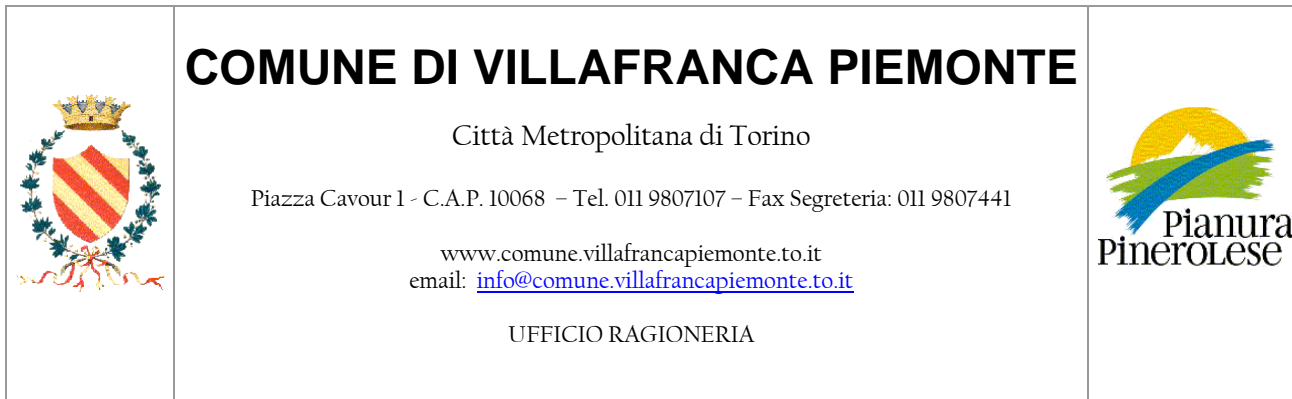 COMUNE DI VILLAFRANCA PIEMONTE
Città Metropolitana di Torino
Piazza Cavour 1 - C.A.P. 10068 – Tel. 011 9807107 – Fax Segreteria: 011 9807441
www.comune.villafrancapiemonte.to.it
email: info@comune.villafrancapiemonte.to.it
UFFICIO RAGIONERIA
Pianura
Pinerolese